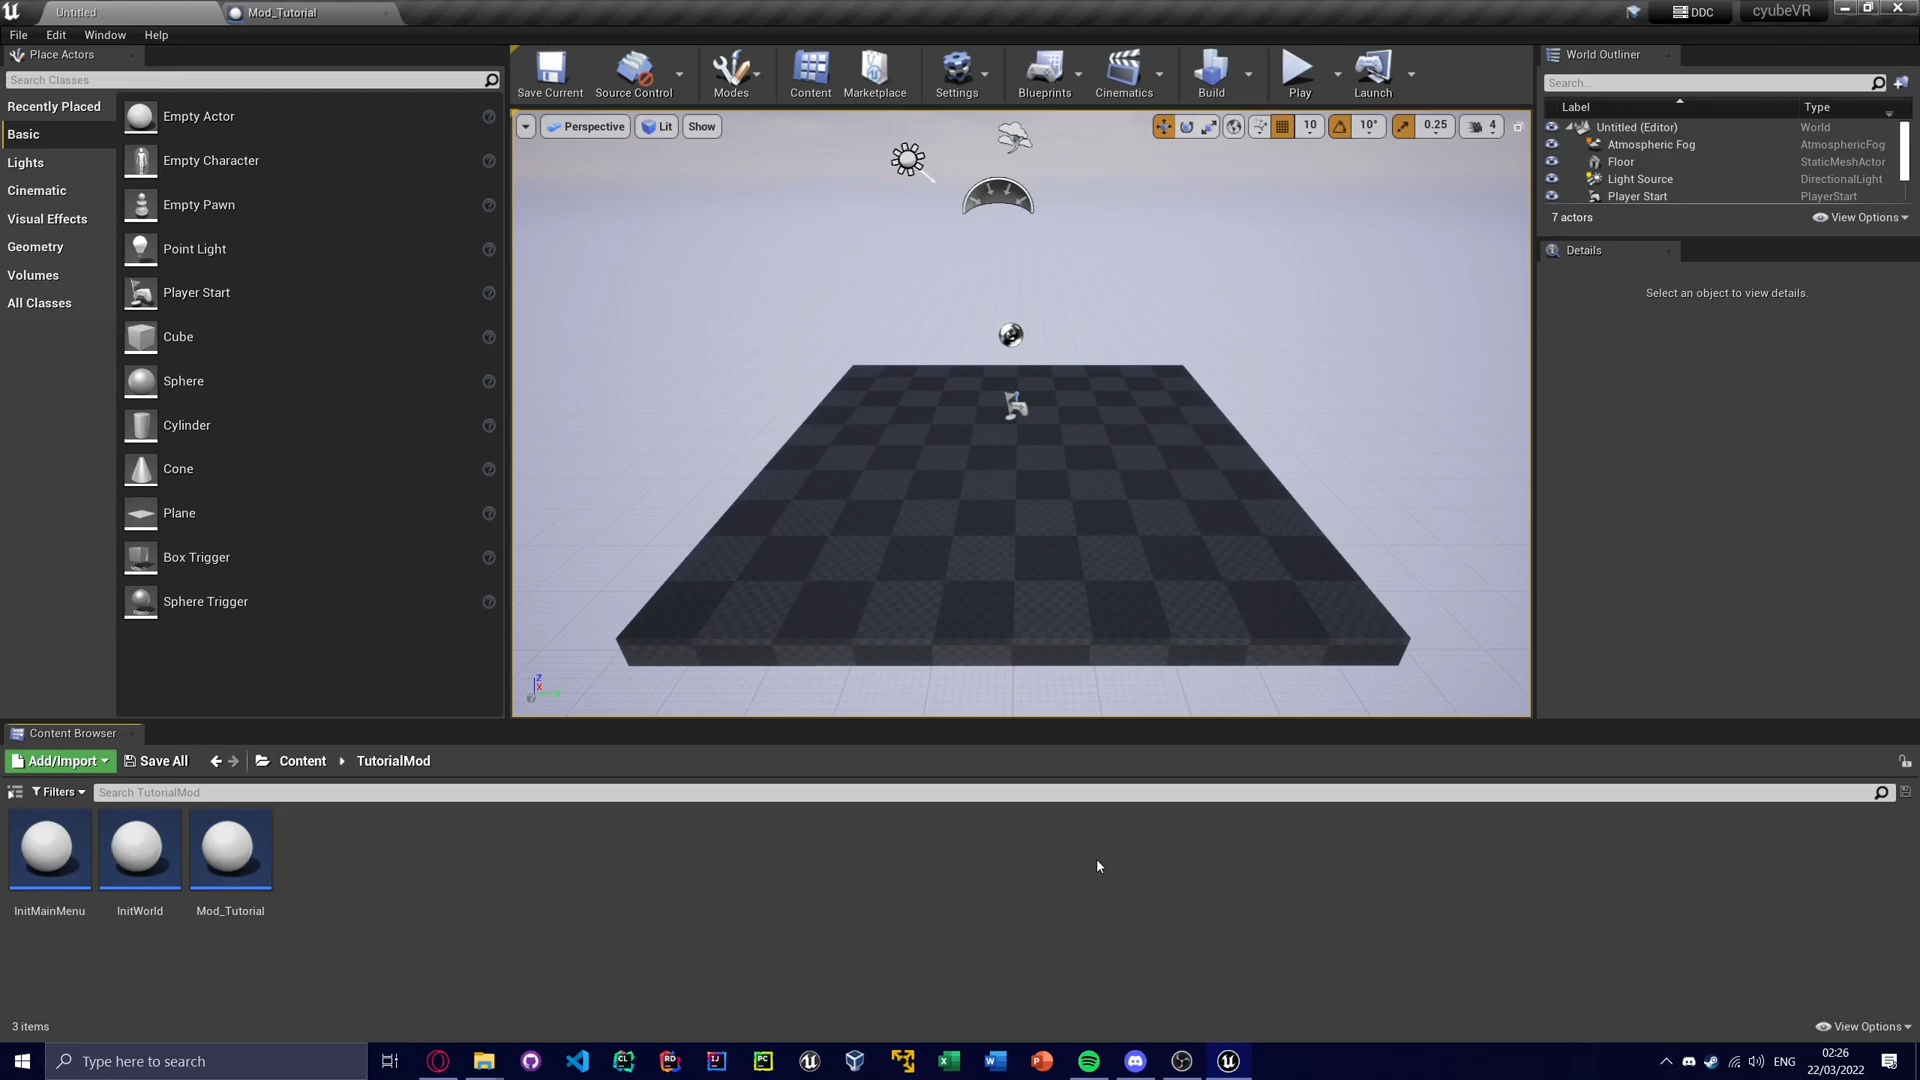 Untitled
Mod_Tutorial
DDC
cyubeVR
File
Edit
Window
Help
Place Actors
Search Classes
Recently Placed
Basic
Lights
Cinematic
Visual Effects
Geometry
Volumes
All Classes
Empty Actor
Empty Character
Empty Pawn
Point Light
Player Start
Cube
Sphere
Cylinder
Cone
Plane
Box Trigger
Sphere Trigger
Save Current
Source Control
Modes
Content
Marketplace
Settings
Blueprints
Cinematics
Build
Play
Launch
Perspective
Lit
Show
10
10°
0.25
4
Z
X
World Outliner
Search...
Label
Type
Untitled (Editor)
World
Atmospheric Fog
AtmosphericFog
Floor
StaticMeshActor
Light Source
DirectionalLight
Player Start
PlayerStart
7 actors
View Options
Details
Select an object to view details.
Content Browser
Add/Import
Save All
Content
TutorialMod
Filters
Search TutorialMod
InitMainMenu
InitWorld
Mod_Tutorial
3 items
View Options
Type here to search
CL
RD
IJ
PC
ENG
02:26
22/03/2022